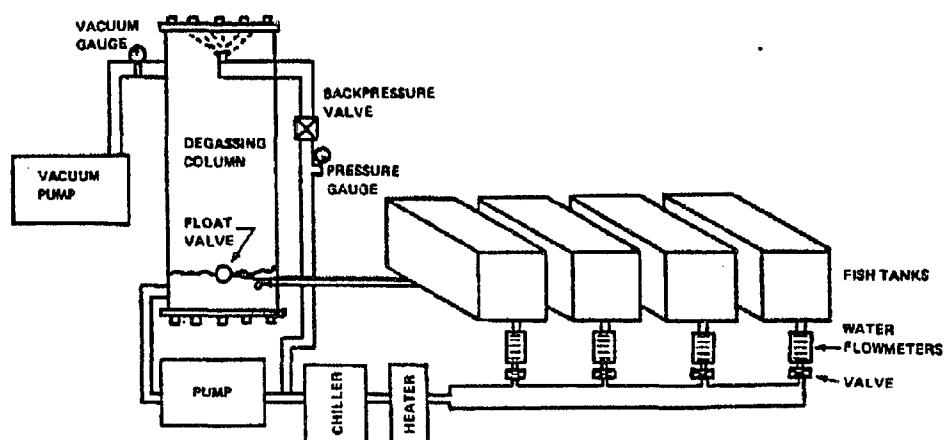 VACUUM
GAUGE
BACKPRESSURE
VALVE
DEGASSING
COLUMN
PRESSURE
GAUGE
VACUUM
PUMP
FLOAT
VALVE
FISH TANKS
WATER
FLOWMETERS
VALVE
PUMP
CHILLER
HEATER